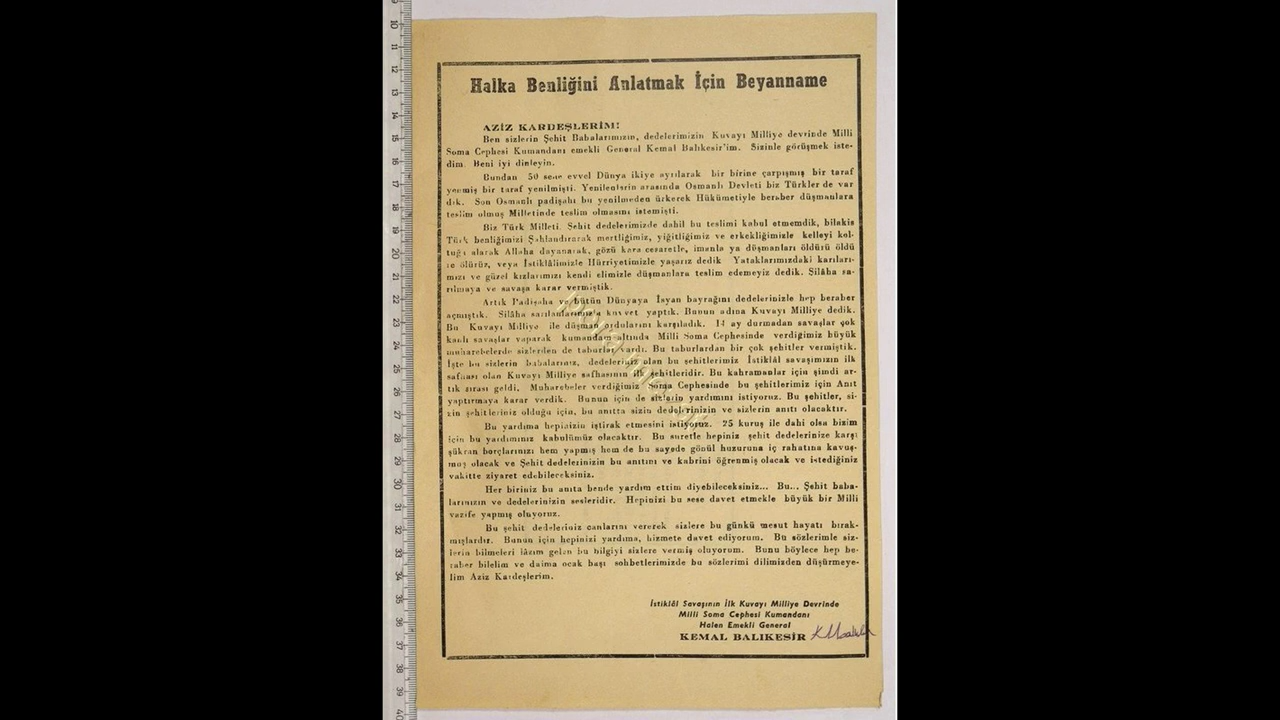 Halka Benliğini Anlatmak İçin Beyanname
AZİZ KARDEŞLERİM!
Ben sizlerin Şehit Babalarımızın, dedelerimizin Kuvayı Milliye devrinde Milli
Soma Cephesi Kumandanı emekli General Kemal Balıkesir'im. Sizinle görüşmek iste-
dim. Beni iyi dinleyin.
Bundan 50 sene evvel Dünya ikiye ayrılarak bir birine çarpışmış bir taraf
yenmiş bir taraf yenilmişti. Yenilenlerin arasında Osmanlı Devleti biz Türkler de var
dık. Son Osmanlı padişahı bu yenilmeden ürkerek Hükümetiyle beraber düşmanlara
teslim olmuş Milletinde teslim olmasını istemişti.
Biz Türk Milleti. Şehit dedelerimizde dahil bu teslimi kabul etmemdik, bilakis
Türk benliğimizi Şahlandırarak mertliğimiz, yiğitliğimiz ve erkekliğimizle kelleyi kol-
tuğa alarak Allaha dayanarak, gözü kara cesaretle, imanla ya düşmanları öldürü öldü
re ölürüz, veya İstiklâlimizle Hürriyetimizle yaşarız dedik Yataklarımızdaki karıları-
mızı ve güzel kızlarımızı kendi elimizle düşmanlara teslim edemeyiz dedik. Silâha sa-
rılmaya ve savaşa karar vermiştik.
Artık Padişaha ve bütün Dünyaya İsyan bayrağını dedelerinizle hep beraber
açmıştık. Silâha sarılanlarımızla kuvvet yaptık. Bunun adına Kuvayı Milliye dedik.
Bu Kuvayı Milliye ile düşman ordularını karşıladık. 14 ay durmadan savaşlar çok
kanlı savaşlar yaparak kumandam altında Milli Soma Cephesinde verdiğimiz büyük
muharebelerde sizlerden de taburlar vardı. Bu taburlardan bir çok şehitler vermiştik.
İşte bu sizlerin babalarınız, dedeleriniz olan bu şehitlerimiz İstiklâl savaşımızın ilk
safhası olan Kuvayı Milliye safhasının ilk şehitleridir. Bu kahramanlar için şimdi ar-
tık sırası geldi. Muharebeler verdiğimiz Soma Cephesinde bu şehitlerimiz için Anıt
yaptırmaya karar verdik. Bunun için de sizlerin yardımını istiyoruz. Bu şehitler, si-
zin şehitleriniz olduğu için, bu anıtta sizin dedelerinizin ve sizlerin anıtı olacaktır.
Bu yardıma hepinizin iştirak etmesini istiyoruz. 25 kuruş ile dahi olsa bizim
için bu yardımınız kabulümüz olacaktır. Bu suretle hepiniz şehit dedelerinize karşı
şükran borçlarınızı hem yapmış hem de bu sayede gönül huzuruna iç rahatına kavuş-
muş olacak ve Şehit dedelerinizin bu anıtını ve kabrini öğrenmiş olacak ve istediğiniz
vakitte ziyaret edebileceksiniz.
Her biriniz bu anıta bende yardım ettim diyebileceksiniz... Bu... Şehit baba-
larınızın ve dedelerinizin sesleridir. Hepinizi bu sese davet etmekle büyük bir Milli
vazife yapmış oluyoruz.
Bu şehit dedeleriniz canlarını vererek sizlere bu günkü mesut hayatı bırak-
mışlardır. Bunun için hepinizi yardıma, hizmete davet ediyorum. Bu sözlerimle siz-
lerin bilmeleri lâzım gelen bu bilgiyi sizlere vermiş oluyorum. Bunu böylece hep be-
raber bilelim ve daima ocak başı sohbetlerimizde bu sözlerimi dilimizden düşürmeye-
lim Aziz Kardeşlerim.
İstiklâl Savaşının İlk Kuvayı Milliye Devrinde
Milli Soma Cephesi Kumandanı
Halen Emekli General
KEMAL BALIKESİR